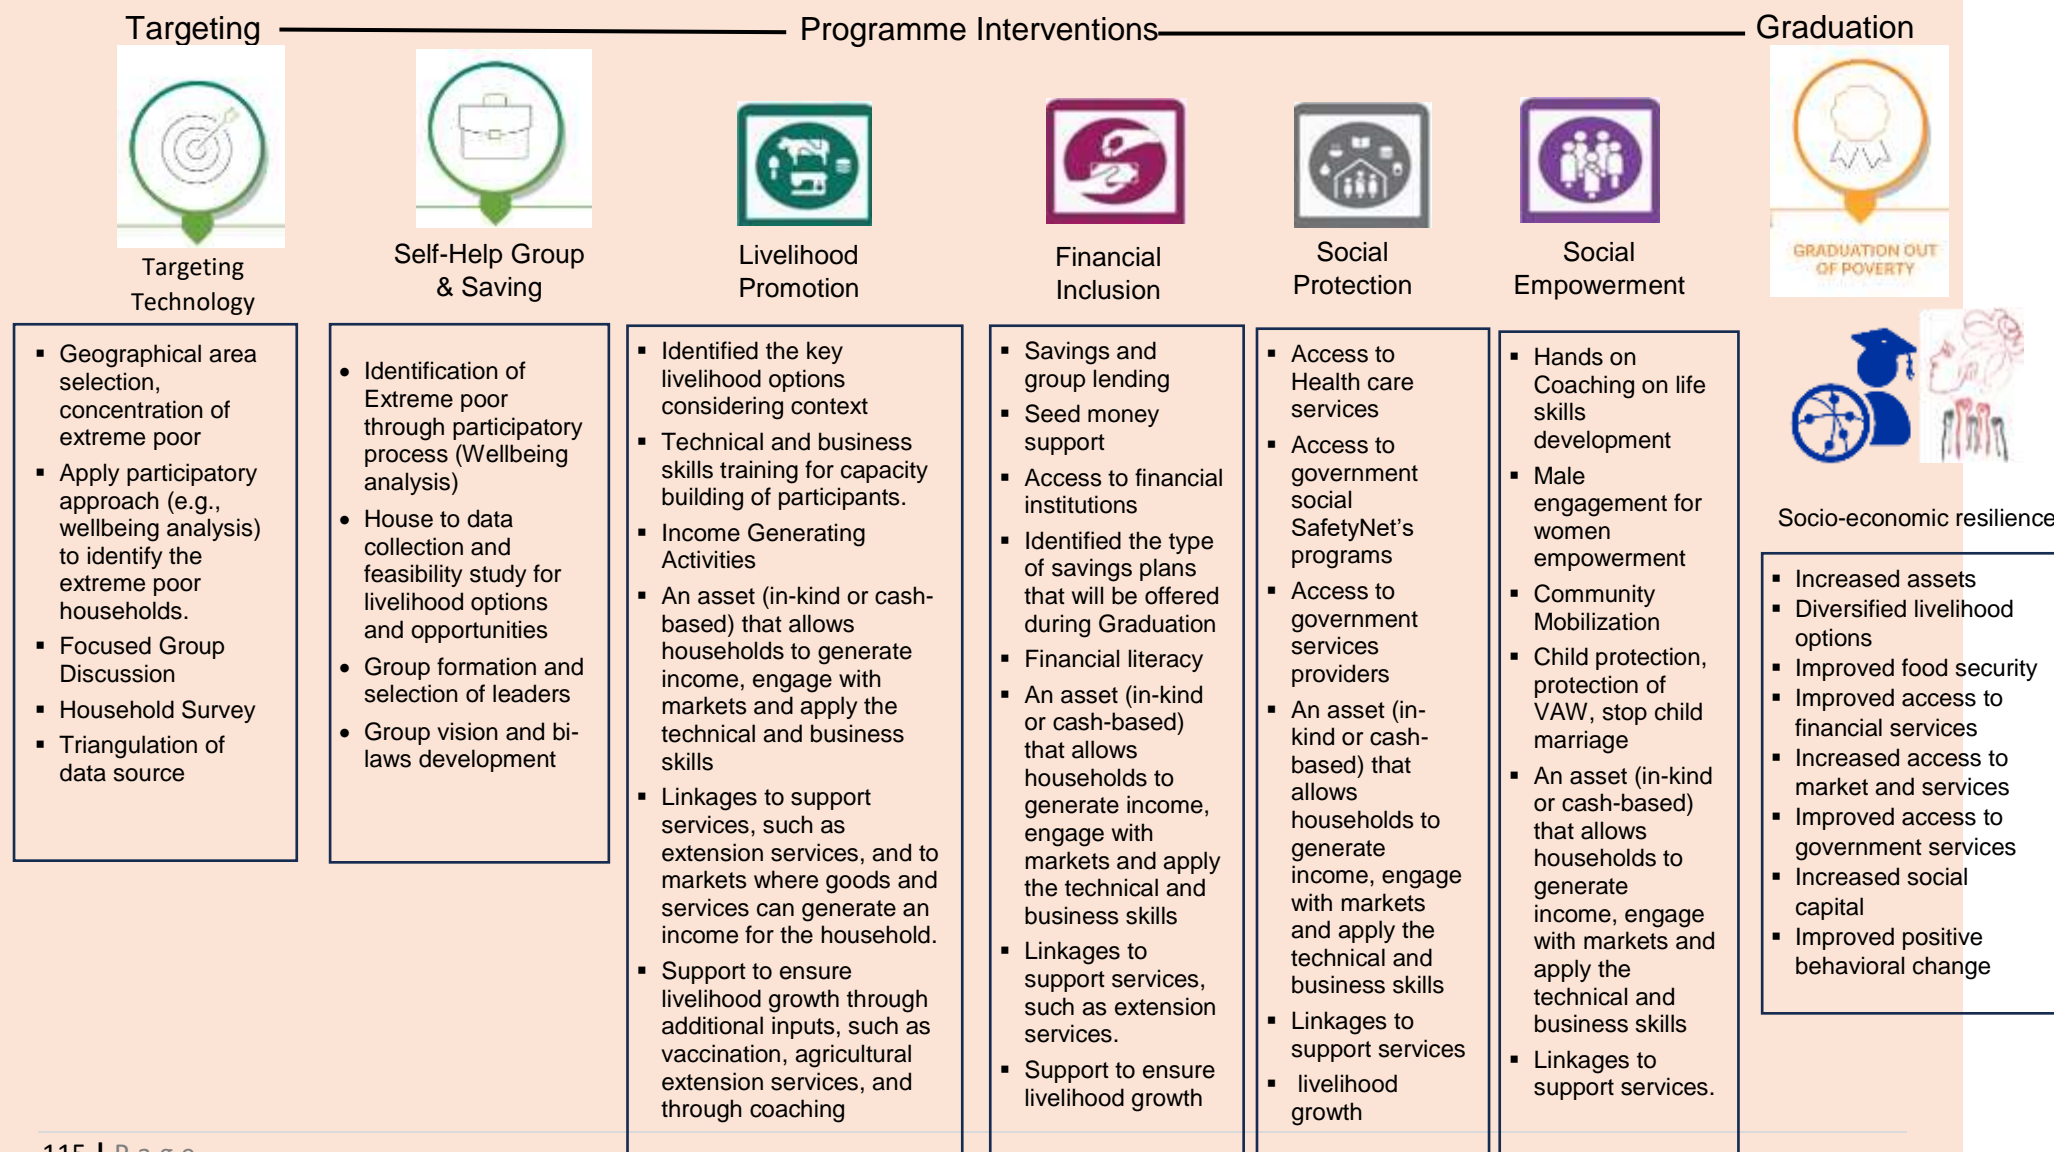 Targeting
Programme Interventions
Graduation
Targeting
Technology
Self-Help Group
& Saving
Livelihood
Promotion
Financial
Inclusion
Social
Protection
Social
Empowerment
GRADUATION OUT
OF POVERTY
▪ Geographical area
selection,
concentration of
extreme poor
▪ Apply participatory
approach (e.g.,
wellbeing analysis)
to identify the
extreme poor
households.
▪ Focused Group
Discussion
▪ Household Survey
▪ Triangulation of
data source
• Identification of
Extreme poor
through participatory
process (Wellbeing
analysis)
• House to data
collection and
feasibility study for
livelihood options
and opportunities
• Group formation and
selection of leaders
• Group vision and bi-
laws development
▪ Identified the key
livelihood options
considering context
▪ Technical and business
skills training for capacity
building of participants.
▪ Income Generating
Activities
▪ An asset (in-kind or cash-
based) that allows
households to generate
income, engage with
markets and apply the
technical and business
skills
▪ Linkages to support
services, such as
extension services, and to
markets where goods and
services can generate an
income for the household.
▪ Support to ensure
livelihood growth through
additional inputs, such as
vaccination, agricultural
extension services, and
through coaching
▪ Savings and
group lending
▪ Seed money
support
▪ Access to financial
institutions
▪ Identified the type
of savings plans
that will be offered
during Graduation
▪ Financial literacy
▪ An asset (in-kind
or cash-based)
that allows
households to
generate income,
engage with
markets and apply
the technical and
business skills
▪ Linkages to
support services,
such as extension
services.
▪ Support to ensure
livelihood growth
▪ Access to
Health care
services
▪ Access to
government
social
SafetyNet’s
programs
▪ Access to
government
services
providers
▪ An asset (in-
kind or cash-
based) that
allows
households to
generate
income, engage
with markets
and apply the
technical and
business skills
▪ Linkages to
support services
▪ livelihood
growth
▪ Hands on
Coaching on life
skills
development
▪ Male
engagement for
women
empowerment
▪ Community
Mobilization
▪ Child protection,
protection of
VAW, stop child
marriage
▪ An asset (in-kind
or cash-based)
that allows
households to
generate
income, engage
with markets and
apply the
technical and
business skills
▪ Linkages to
support services.
Socio-economic resilience
▪ Increased assets
▪ Diversified livelihood
options
▪ Improved food security
▪ Improved access to
financial services
▪ Increased access to
market and services
▪ Improved access to
government services
▪ Increased social
capital
▪ Improved positive
behavioral change
115 | Page